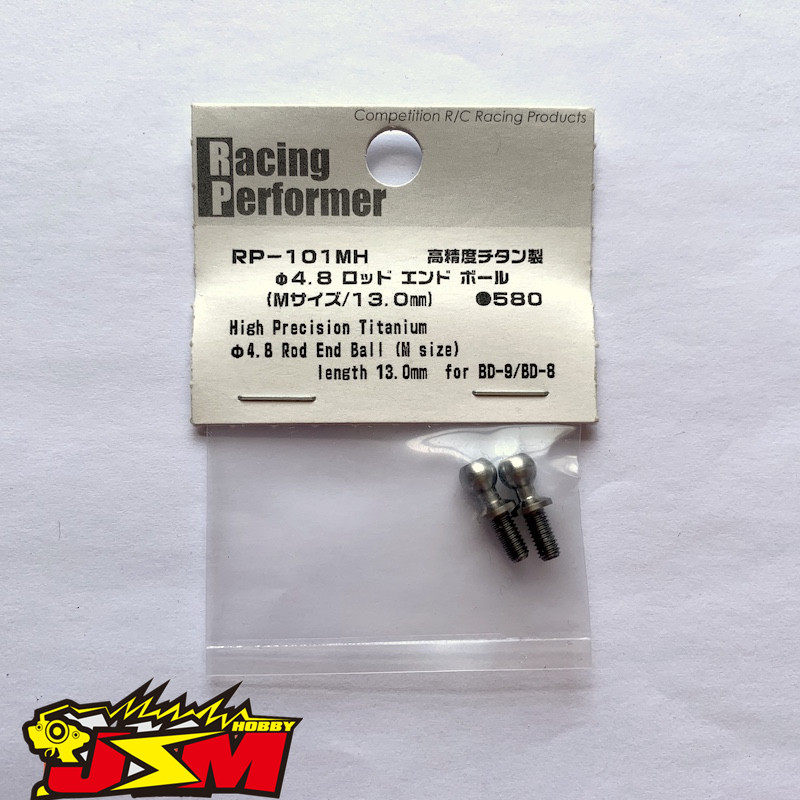 Competition R/C Racing Products
Racing
Performer
RP-101MH 高精度チタン製
Φ4.8 ロッド エンド ボール
(Mサイズ/13.0mm) ●580
High Precision Titanium
Φ4.8 Rod End Ball (M size)
length 13.0mm for BD-9/BD-8
HOBBY
JSM